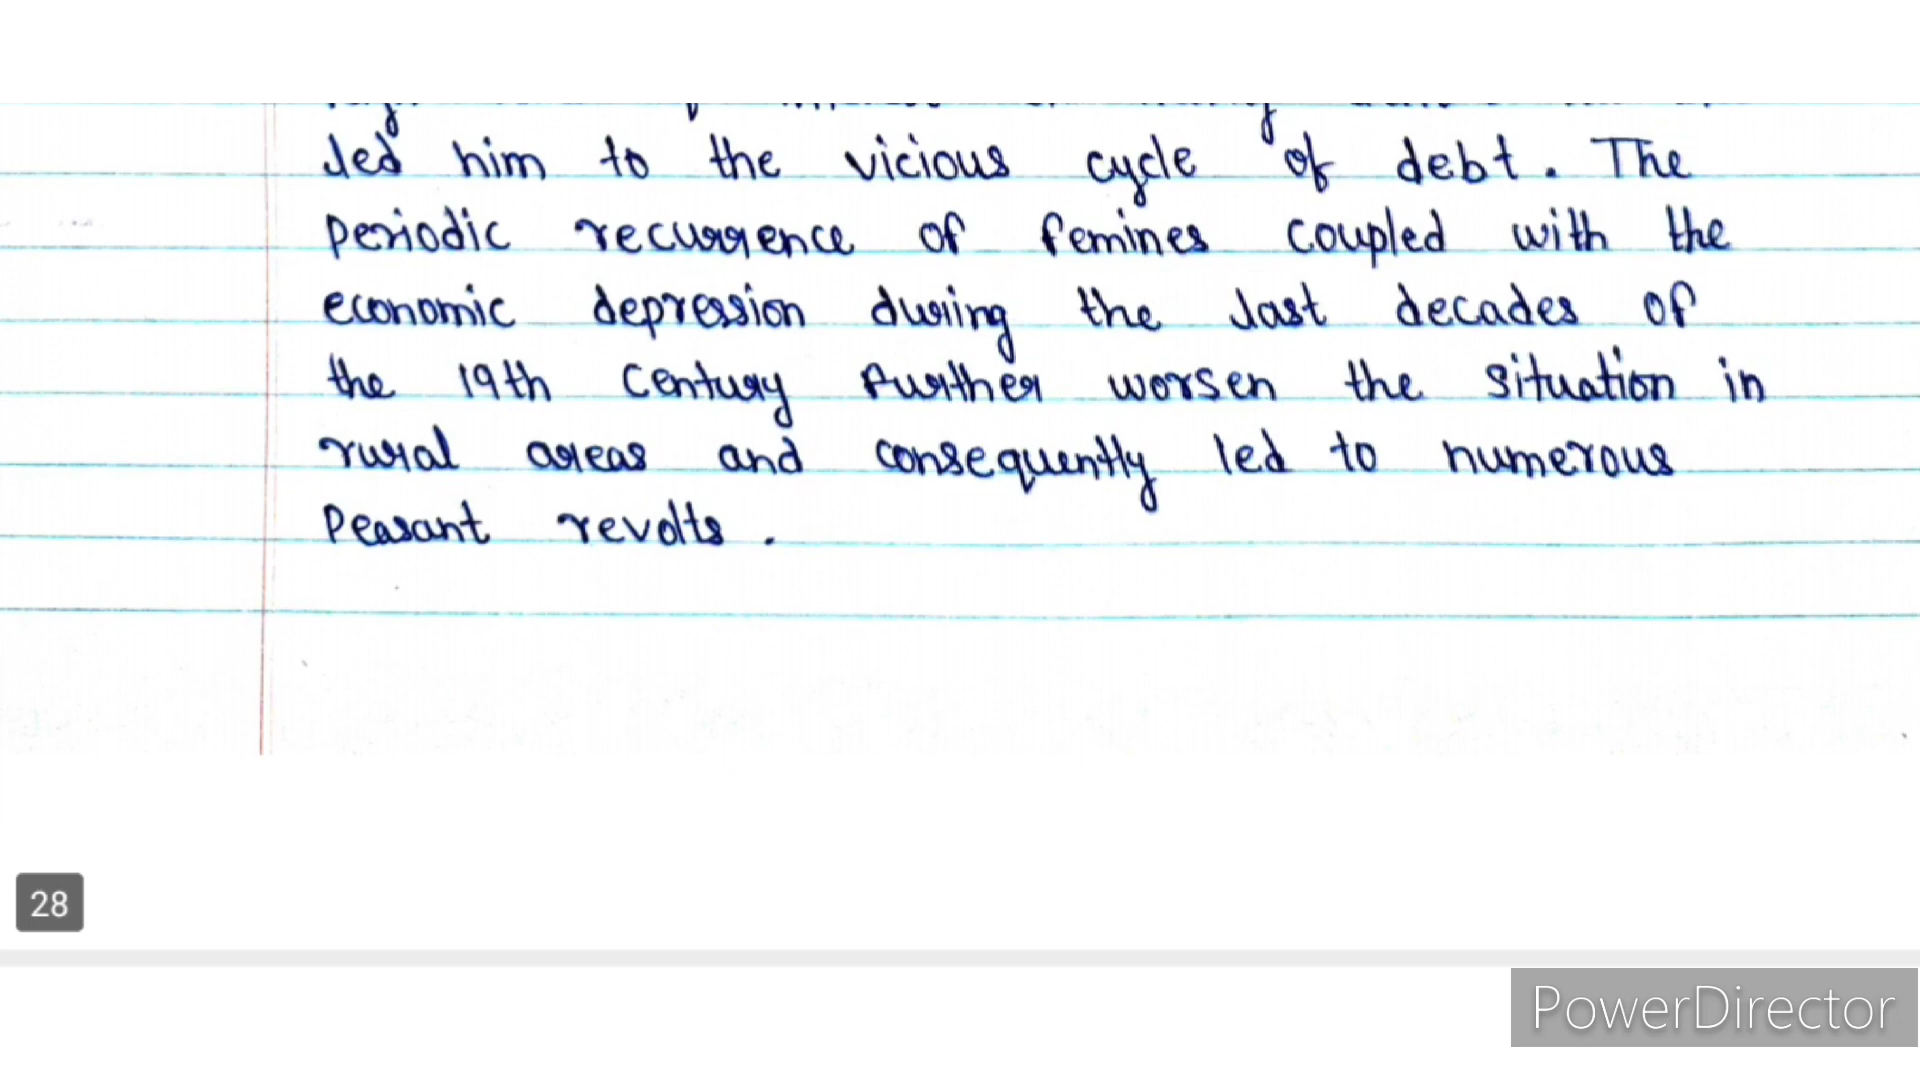 led him to the vicious cycle of debt. The
periodic recurrence of femines coupled with the
economic depression during the last decades of
the 19th Century further worsen the situation in
rural areas and consequently led to numerous
Peasant revolts.
28
PowerDirector